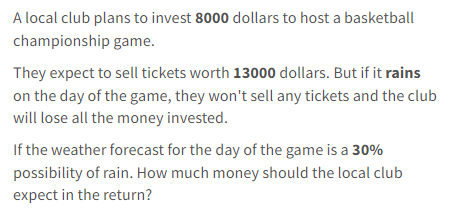 A local club plans to invest 8000 dollars to host a basketball
championship game.
They expect to sell tickets worth 13000 dollars. But if it rains
on the day of the game, they won't sell any tickets and the club
will lose all the money invested.
If the weather forecast for the day of the game is a 30%
possibility of rain. How much money should the local club
expect in the return?